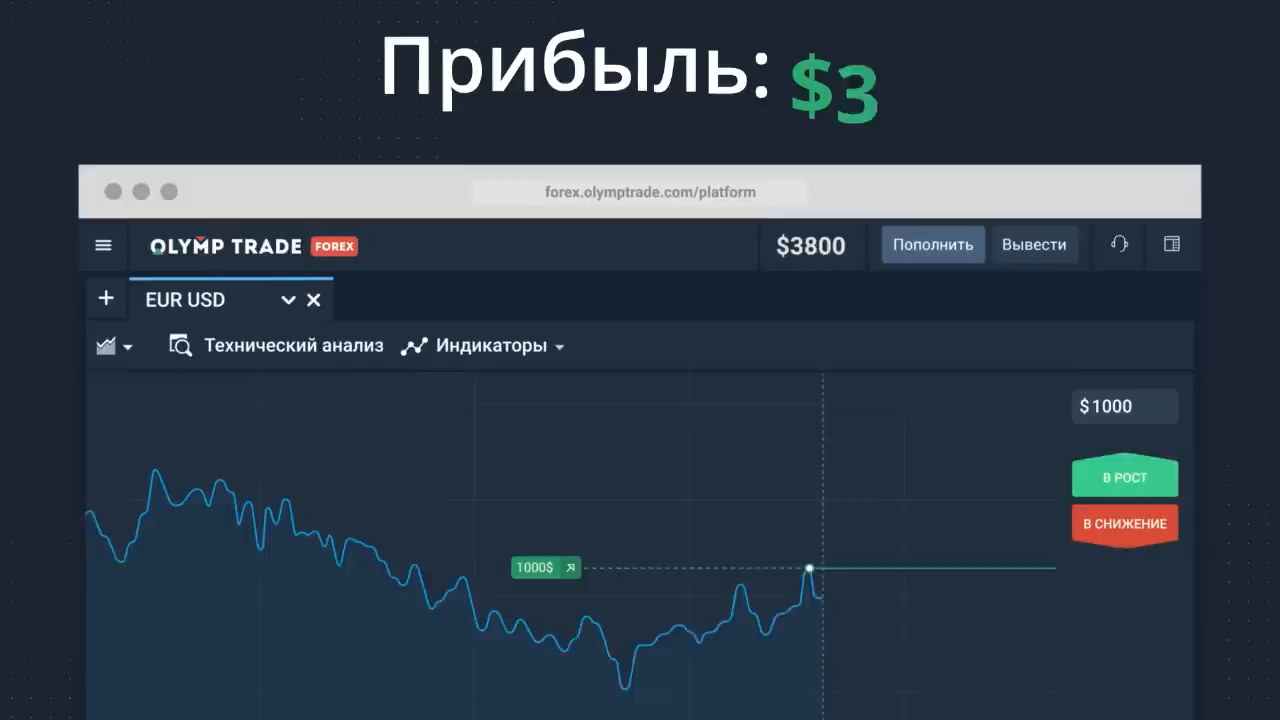 Прибыль: $3
forex.olymptrade.com/platform
OLYMP TRADE FOREX $3800 Пополнить Вывести
+ EUR USD
Технический анализ Индикаторы
$1000
В РОСТ
В СНИЖЕНИЕ
1000$